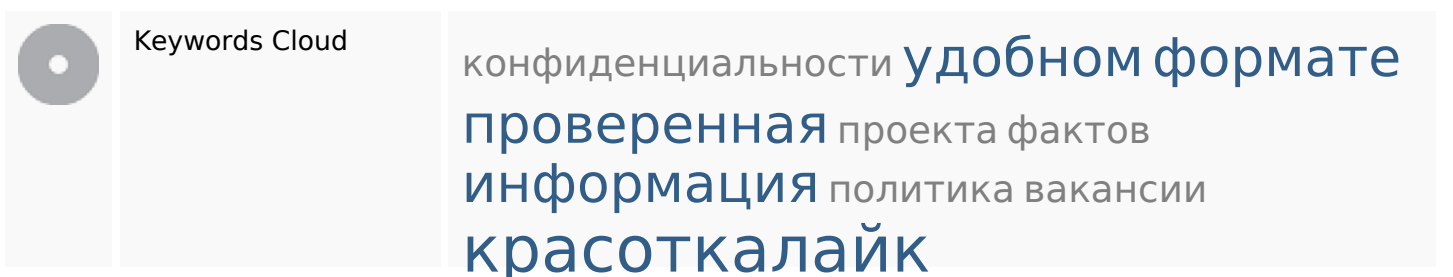 Keywords Cloud
конфиденциальности удобном формате
проверенная проекта фактов
информация политика вакансии
красоткалайк